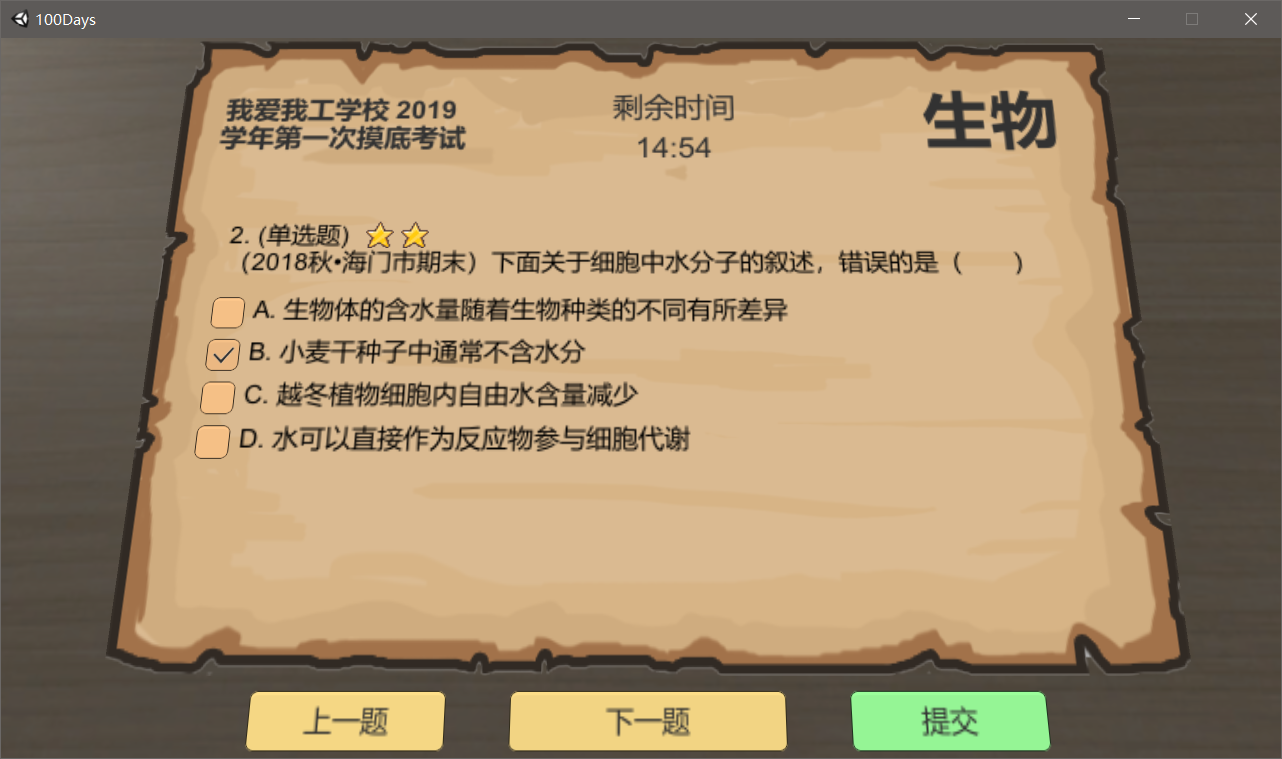 100Days
我爱我工学校 2019
学年第一次摸底考试
剩余时间
14:54
生物
2. (单选题)
（2018秋•海门市期末）下面关于细胞中水分子的叙述，错误的是（　　）
A. 生物体的含水量随着生物种类的不同有所差异
B. 小麦干种子中通常不含水分
C. 越冬植物细胞内自由水含量减少
D. 水可以直接作为反应物参与细胞代谢
上一题
下一题
提交